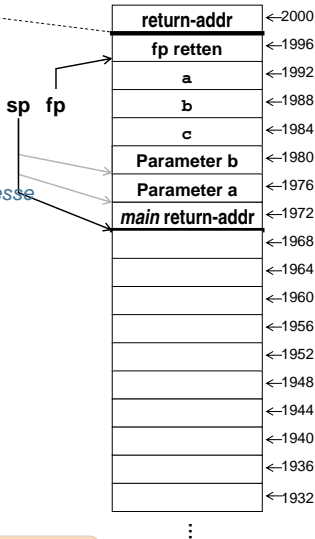 return-addr ←2000
fp retten ←1996
a ←1992
b ←1988
sp fp
c ←1984
Parameter b ←1980
Parameter a ←1976
esse
main return-addr ←1972
←1968
←1964
←1960
←1956
←1952
←1948
←1944
←1940
←1936
←1932
⋮